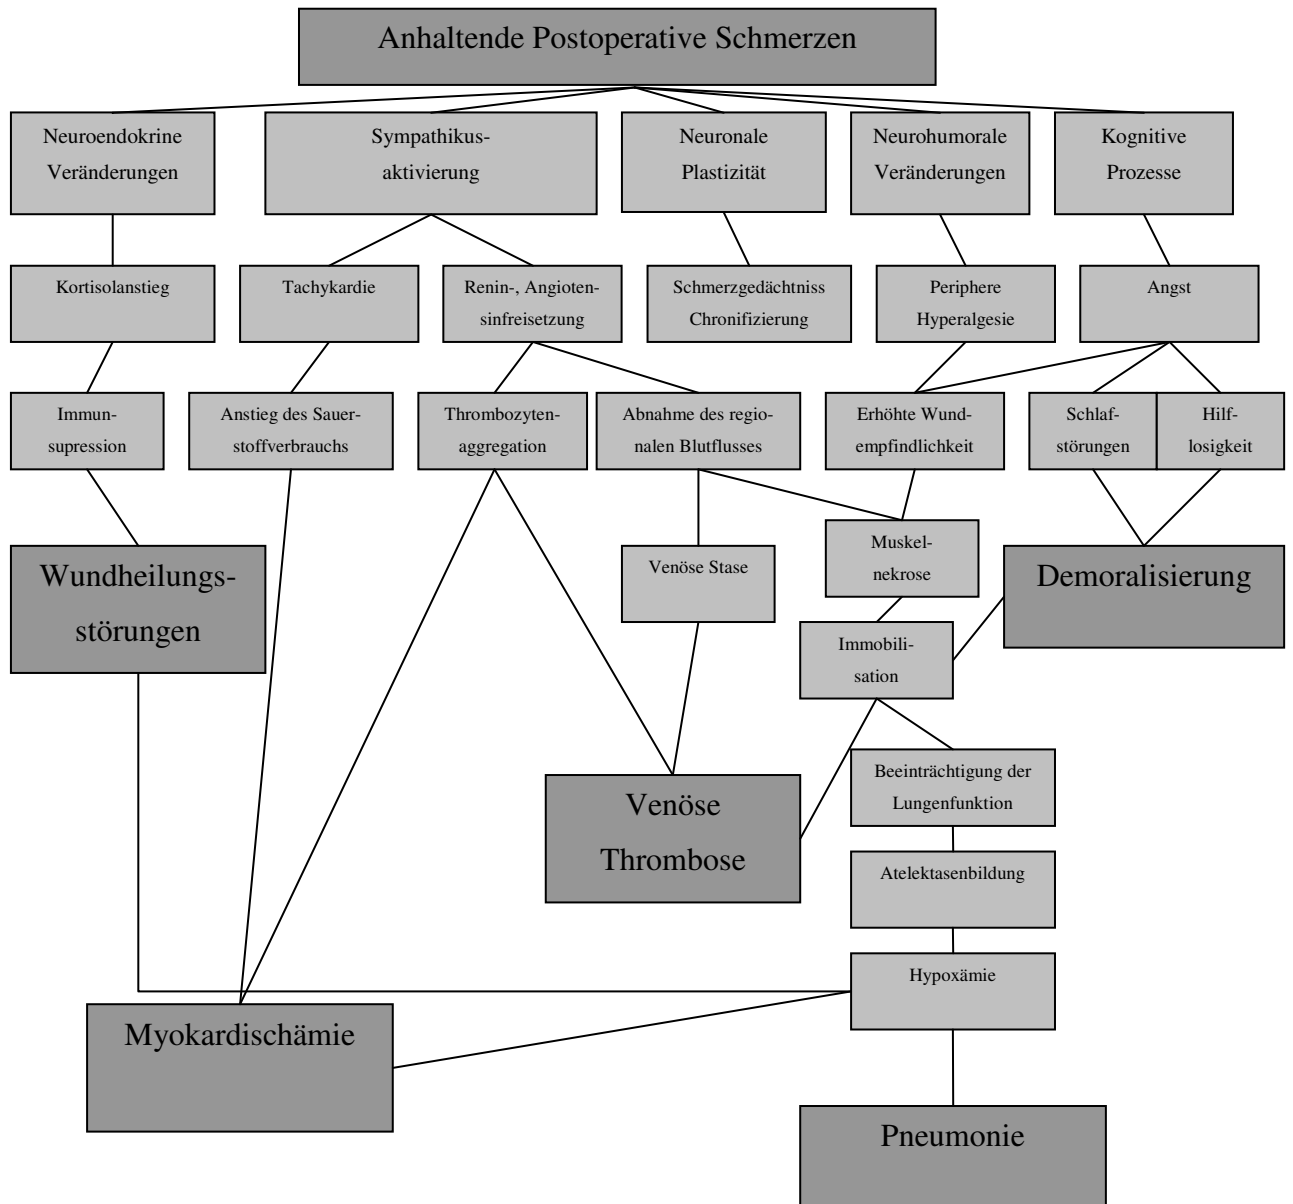 Anhaltende Postoperative Schmerzen
Neuroendokrine
Veränderungen
Sympathikus-
aktivierung
Neuronale
Plastizität
Neurohumorale
Veränderungen
Kognitive
Prozesse
Kortisolanstieg
Tachykardie
Renin-, Angioten-
sinfreisetzung
Schmerzgedächtniss
Chronifizierung
Periphere
Hyperalgesie
Angst
Immun-
supression
Anstieg des Sauer-
stoffverbrauchs
Thrombozyten-
aggregation
Abnahme des regio-
nalen Blutflusses
Erhöhte Wund-
empfindlichkeit
Schlaf-
störungen
Hilf-
losigkeit
Wundheilungs-
störungen
Venöse Stase
Muskel-
nekrose
Demoralisierung
Immobili-
sation
Venöse
Thrombose
Beeinträchtigung der
Lungenfunktion
Atelektasenbildung
Hypoxämie
Myokardischämie
Pneumonie